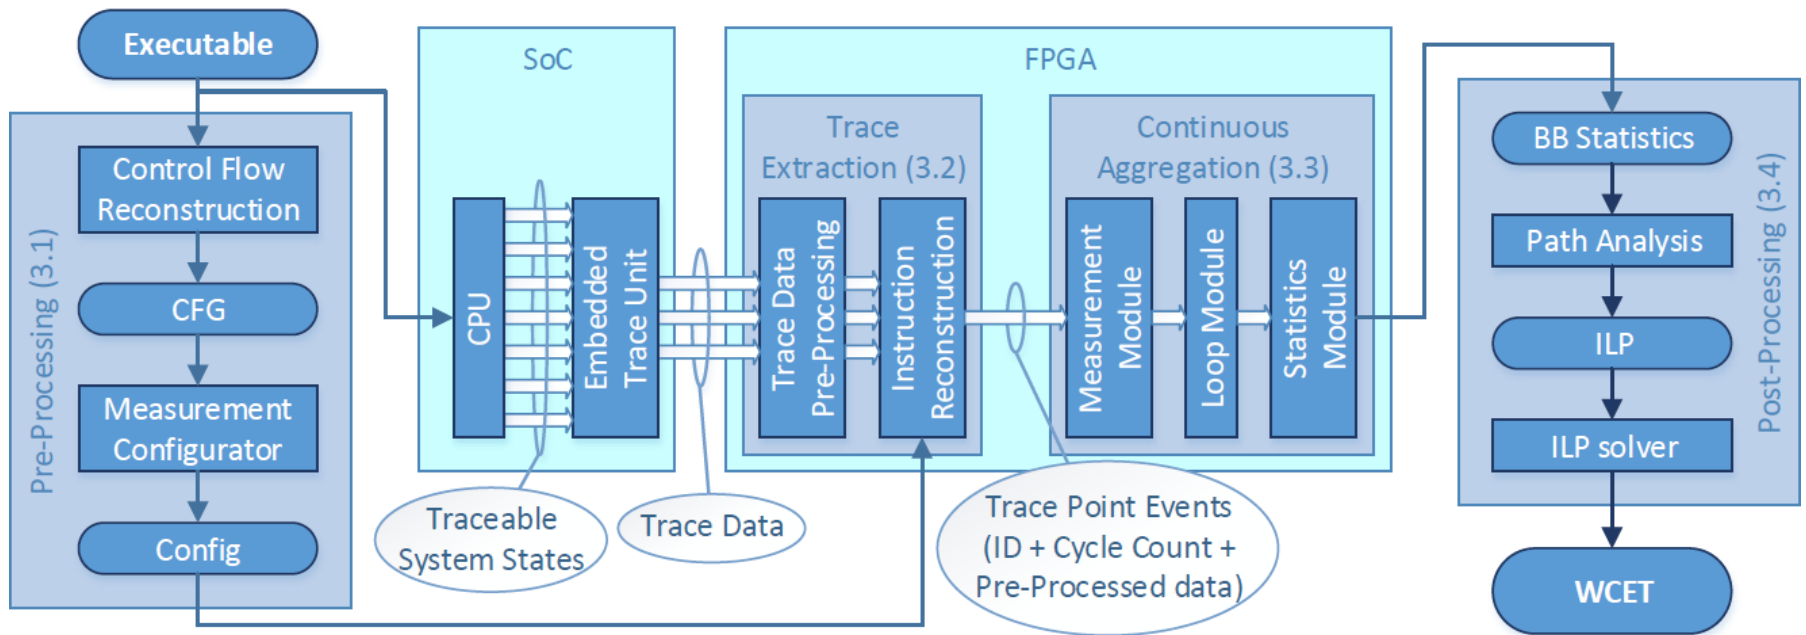 Executable
Pre-Processing (3.1)
Control Flow
Reconstruction
CFG
Measurement
Configurator
Config
SoC
CPU
Embedded
Trace Unit
Traceable
System States
Trace Data
FPGA
Trace
Extraction (3.2)
Trace Data
Pre-Processing
Instruction
Reconstruction
Trace Point Events
(ID + Cycle Count +
Pre-Processed data)
Continuous
Aggregation (3.3)
Measurement
Module
Loop Module
Statistics
Module
Post-Processing (3.4)
BB Statistics
Path Analysis
ILP
ILP solver
WCET